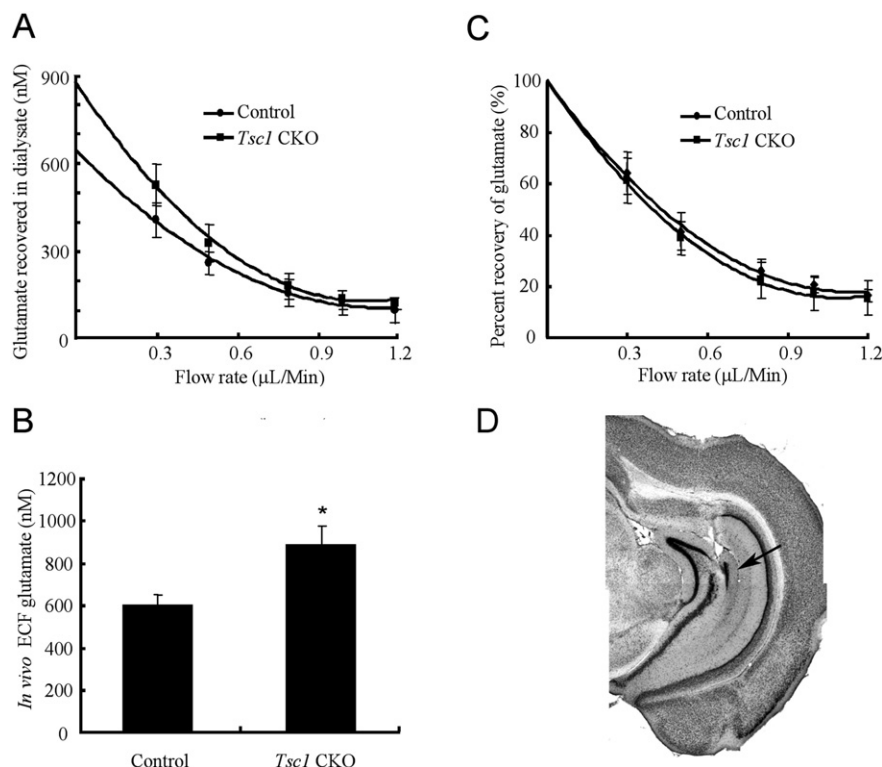 A
Glutamate recovered in dialysate (nM)
900
600
300
0
0.3 0.6 0.9 1.2
Flow rate (μL/Min)
Control
Tsc1 CKO
C
Percent recovery of glutamate (%)
100
80
60
40
20
0
0.3 0.6 0.9 1.2
Flow rate (μL/Min)
Control
Tsc1 CKO
B
In vivo ECF glutamate (nM)
1200
1000
800
600
400
200
0
*
Control Tsc1 CKO
D